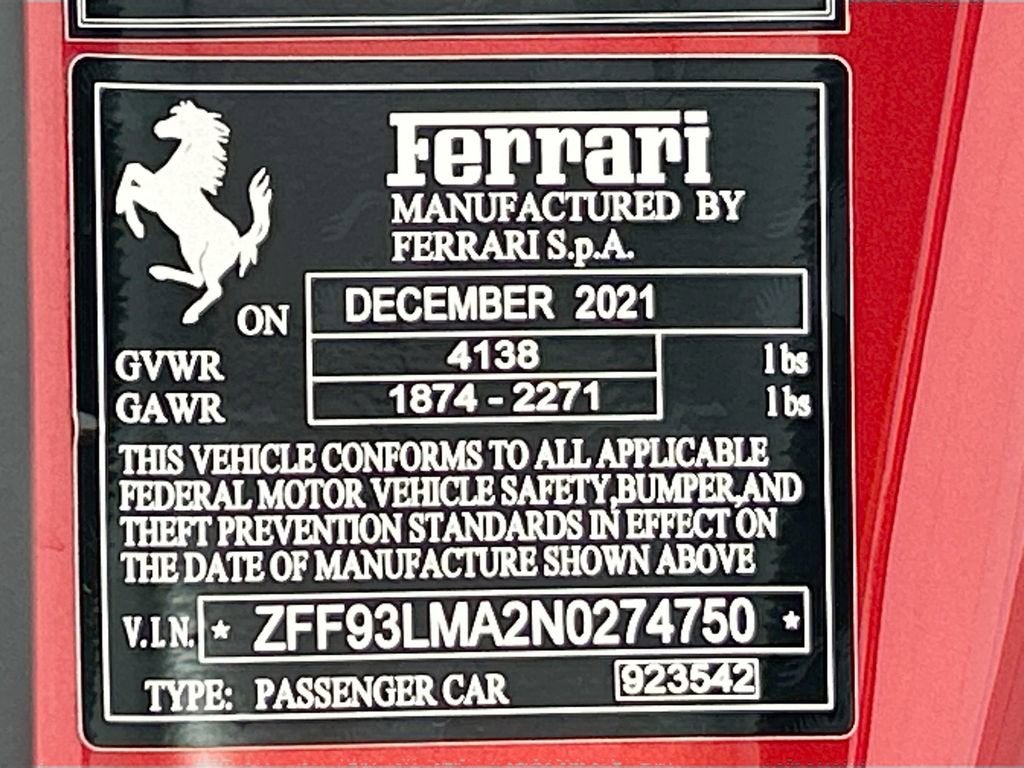 Ferrari
MANUFACTURED BY
FERRARI S.p.A.
ON DECEMBER 2021
GVWR 4138 lbs
GAWR 1874 - 2271 lbs
THIS VEHICLE CONFORMS TO ALL APPLICABLE
FEDERAL MOTOR VEHICLE SAFETY,BUMPER,AND
THEFT PREVENTION STANDARDS IN EFFECT ON
THE DATE OF MANUFACTURE SHOWN ABOVE
V.I.N. * ZFF93LMA2N0274750 *
TYPE: PASSENGER CAR 923542